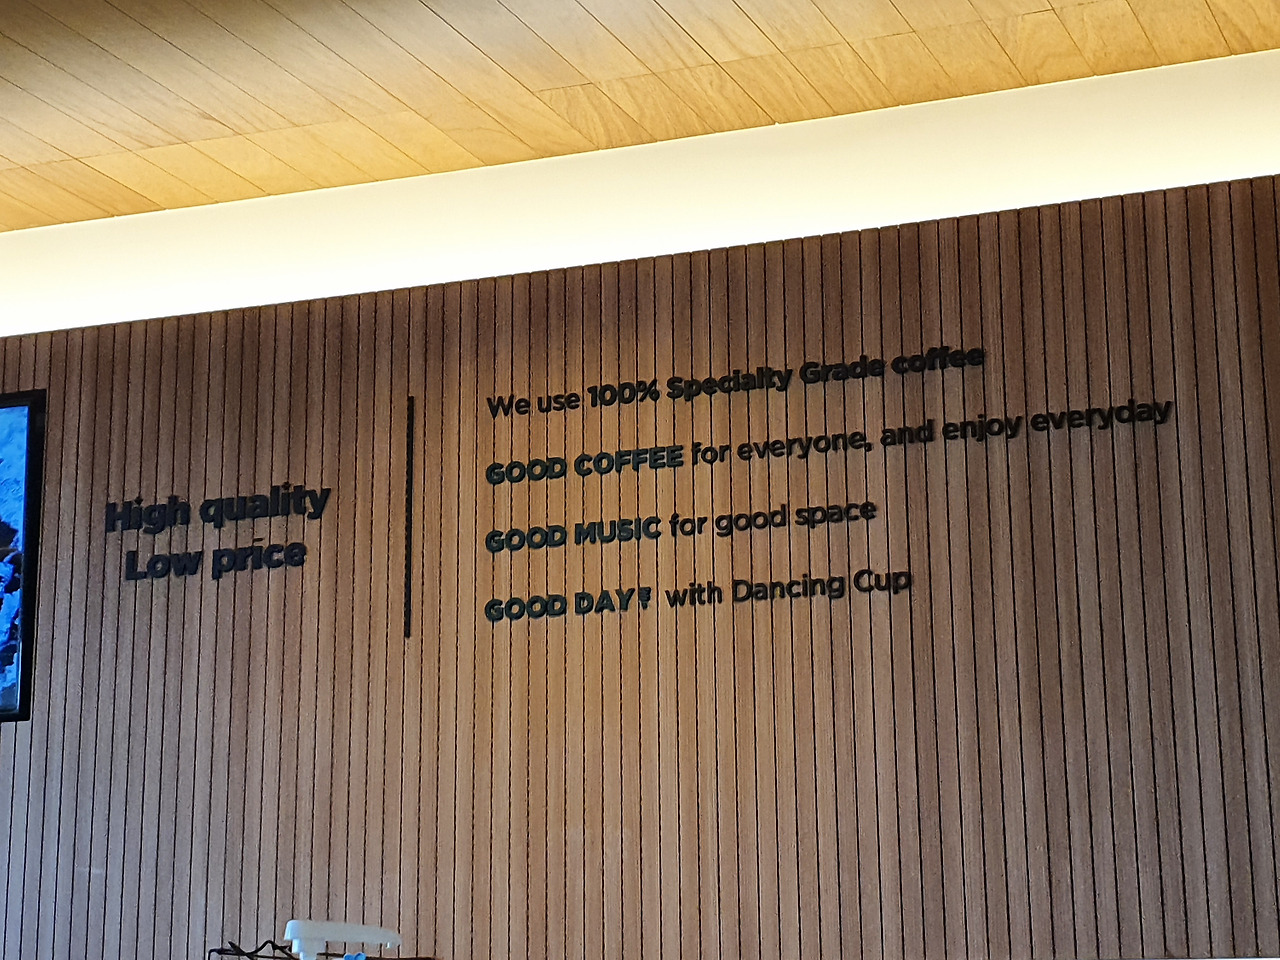 High quality
Low price
We use 100% Specialty Grade coffee
GOOD COFFEE for everyone, and enjoy everyday
GOOD MUSIC for good space
GOOD DAY with Dancing Cup